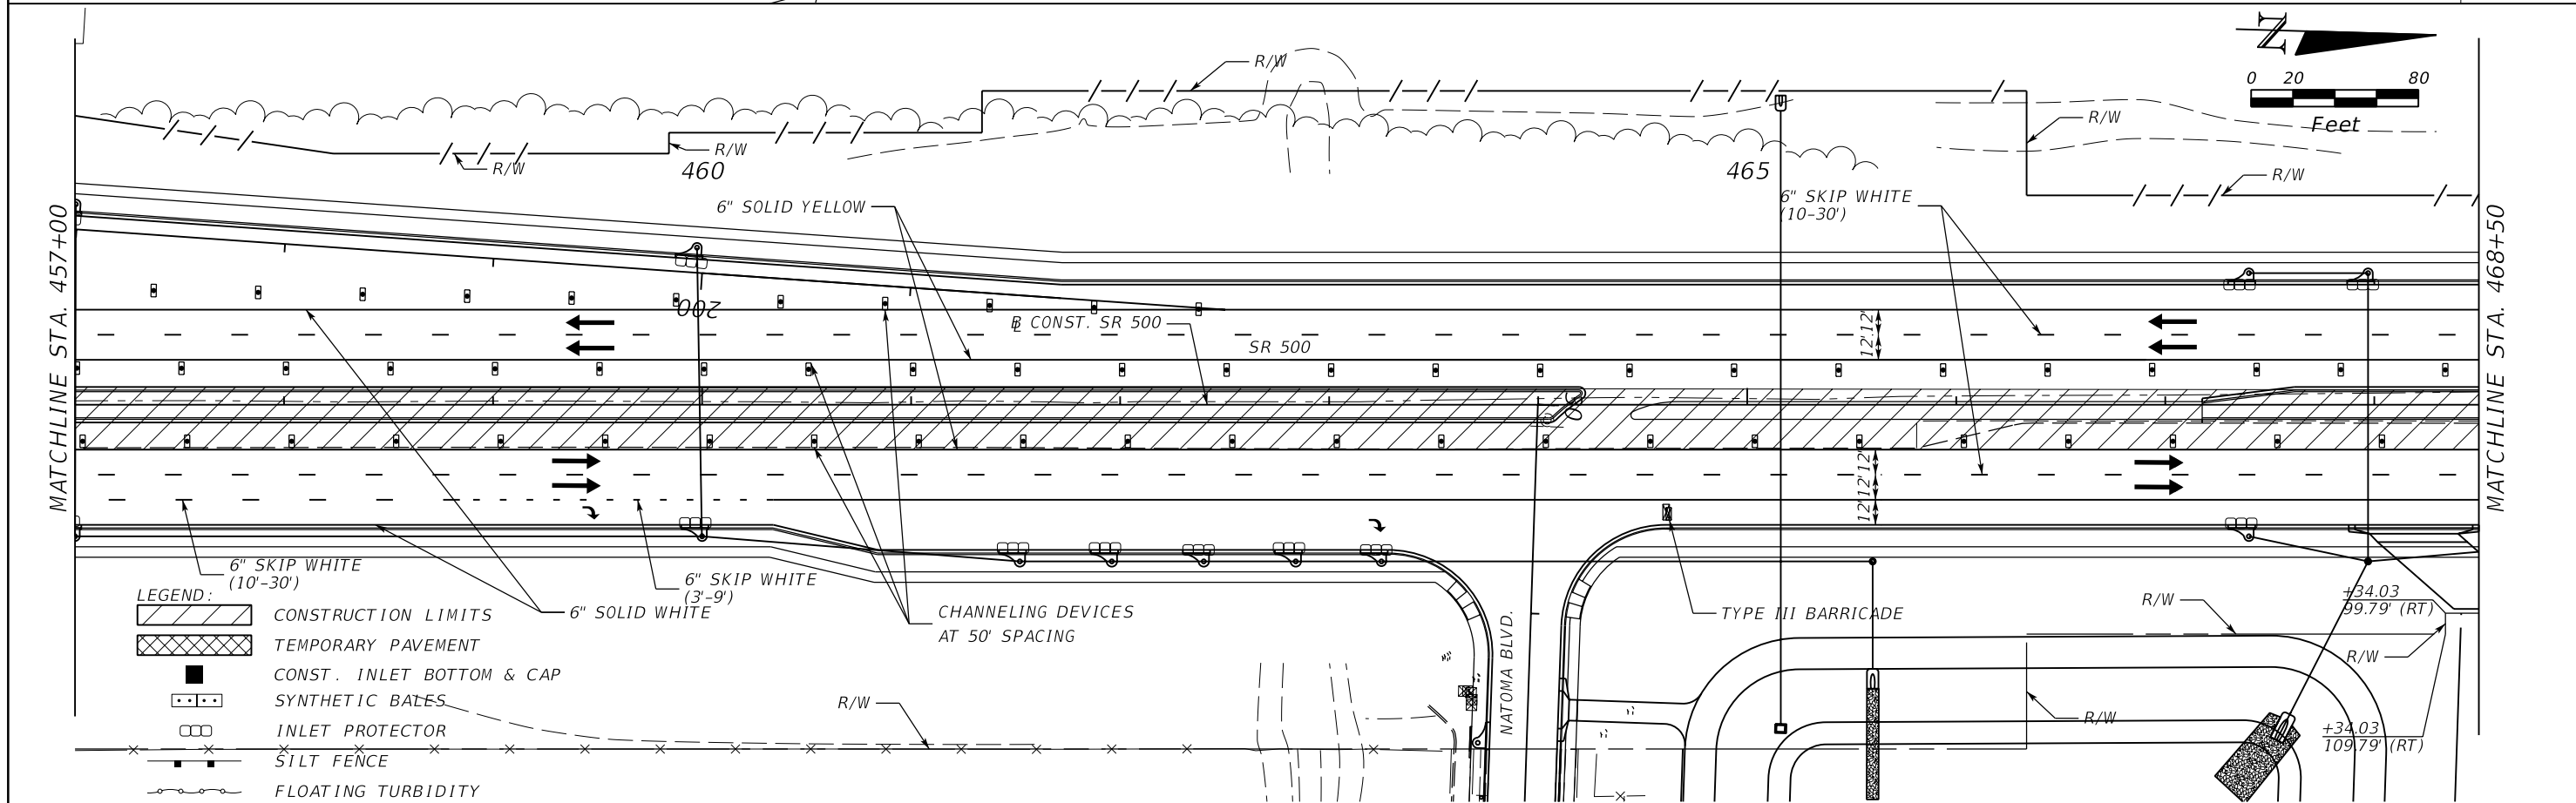 R/W
N
0 20 80
Feet
R/W
R/W
R/W
R/W
460
465
6" SOLID YELLOW
6" SKIP WHITE
(10-30')
MATCHLINE STA. 457+00
MATCHLINE STA. 468+50
200
B CONST. SR 500
SR 500
12' 12'
12' 12' 12'
6" SKIP WHITE
(10'-30')
6" SKIP WHITE
(3'-9')
6" SOLID WHITE
CHANNELING DEVICES
AT 50' SPACING
TYPE III BARRICADE
NATOMA BLVD.
R/W
+34.03
99.79' (RT)
R/W
R/W
R/W
+34.03
109.79' (RT)
LEGEND:
CONSTRUCTION LIMITS
TEMPORARY PAVEMENT
CONST. INLET BOTTOM & CAP
SYNTHETIC BALES
INLET PROTECTOR
SILT FENCE
FLOATING TURBIDITY